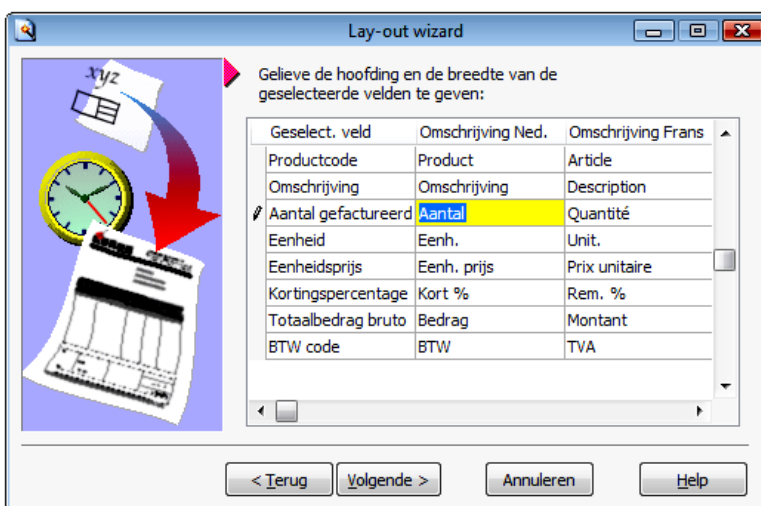 Lay-out wizard
xyz
Gelieve de hoofding en de breedte van de
geselecteerde velden te geven:
Geselect. veld Omschrijving Ned. Omschrijving Frans
Productcode Product Article
Omschrijving Omschrijving Description
Aantal gefactureerd Aantal Quantité
Eenheid Eenh. Unit.
Eenheidsprijs Eenh. prijs Prix unitaire
Kortingspercentage Kort % Rem. %
Totaalbedrag bruto Bedrag Montant
BTW code BTW TVA
< Terug Volgende > Annuleren Help